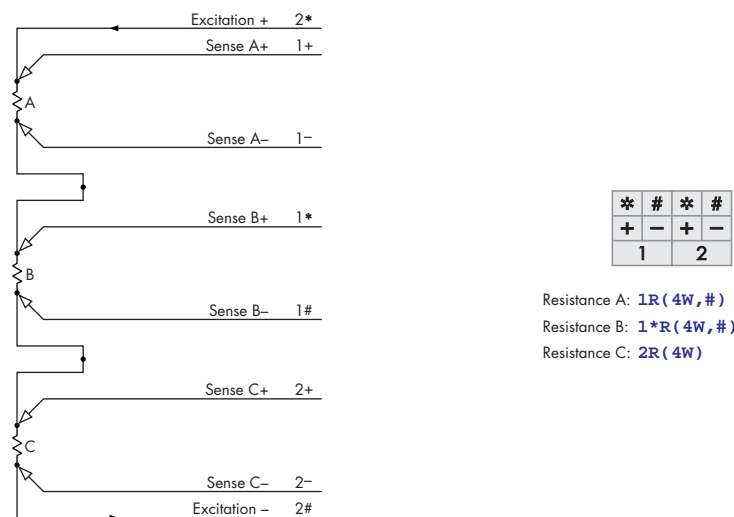 Excitation + 2*
Sense A+ 1+
A
Sense A– 1–
Sense B+ 1*
B
Sense B– 1#
Sense C+ 2+
C
Sense C– 2–
Excitation – 2#
* # * #
+ – + –
1 2
Resistance A: 1R(4W,#)
Resistance B: 1*R(4W,#)
Resistance C: 2R(4W)